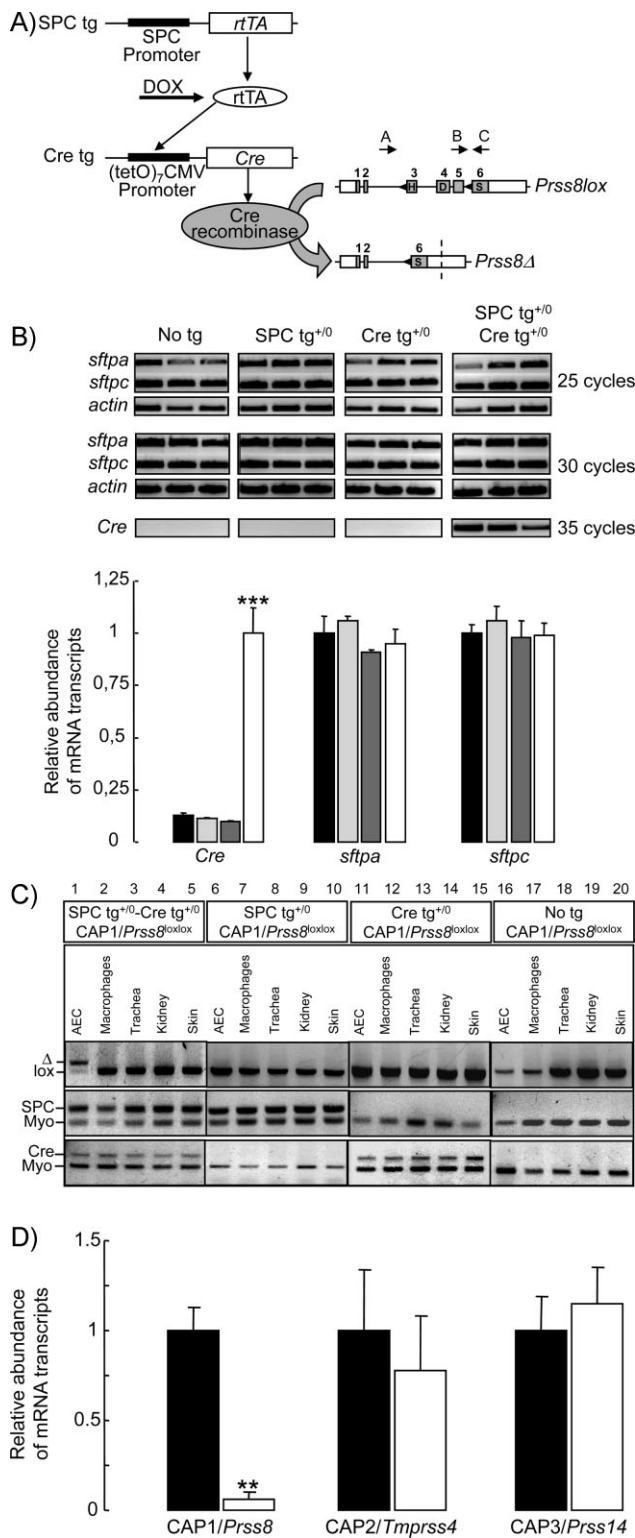 A)
SPC tg
rtTA
SPC
Promoter
DOX
rtTA
Cre tg
Cre
(tetO)7CMV
Promoter
Cre
recombinase
A B C
1 2 3 4 5 6
H D S
Prss8lox
1 2 6
S
Prss8Δ
B)
No tg SPC tg+/0 Cre tg+/0 SPC tg+/0
Cre tg+/0
sftpa
sftpc
25 cycles
actin
sftpa
sftpc
30 cycles
actin
Cre
35 cycles
Relative abundance
of mRNA transcripts
1,25
1
0,75
0,5
0,25
0
***
Cre sftpa sftpc
C)
1 2 3 4 5 6 7 8 9 10 11 12 13 14 15 16 17 18 19 20
SPC tg+/0-Cre tg+/0
CAP1/Prss8loxlox
SPC tg+/0
CAP1/Prss8loxlox
Cre tg+/0
CAP1/Prss8loxlox
No tg
CAP1/Prss8loxlox
AEC Macrophages Trachea Kidney Skin AEC Macrophages Trachea Kidney Skin AEC Macrophages Trachea Kidney Skin AEC Macrophages Trachea Kidney Skin
Δ
lox
SPC
Myo
Cre
Myo
D)
Relative abundance
of mRNA transcripts
1.5
1
0.5
0
**
CAP1/Prss8 CAP2/Tmprss4 CAP3/Prss14